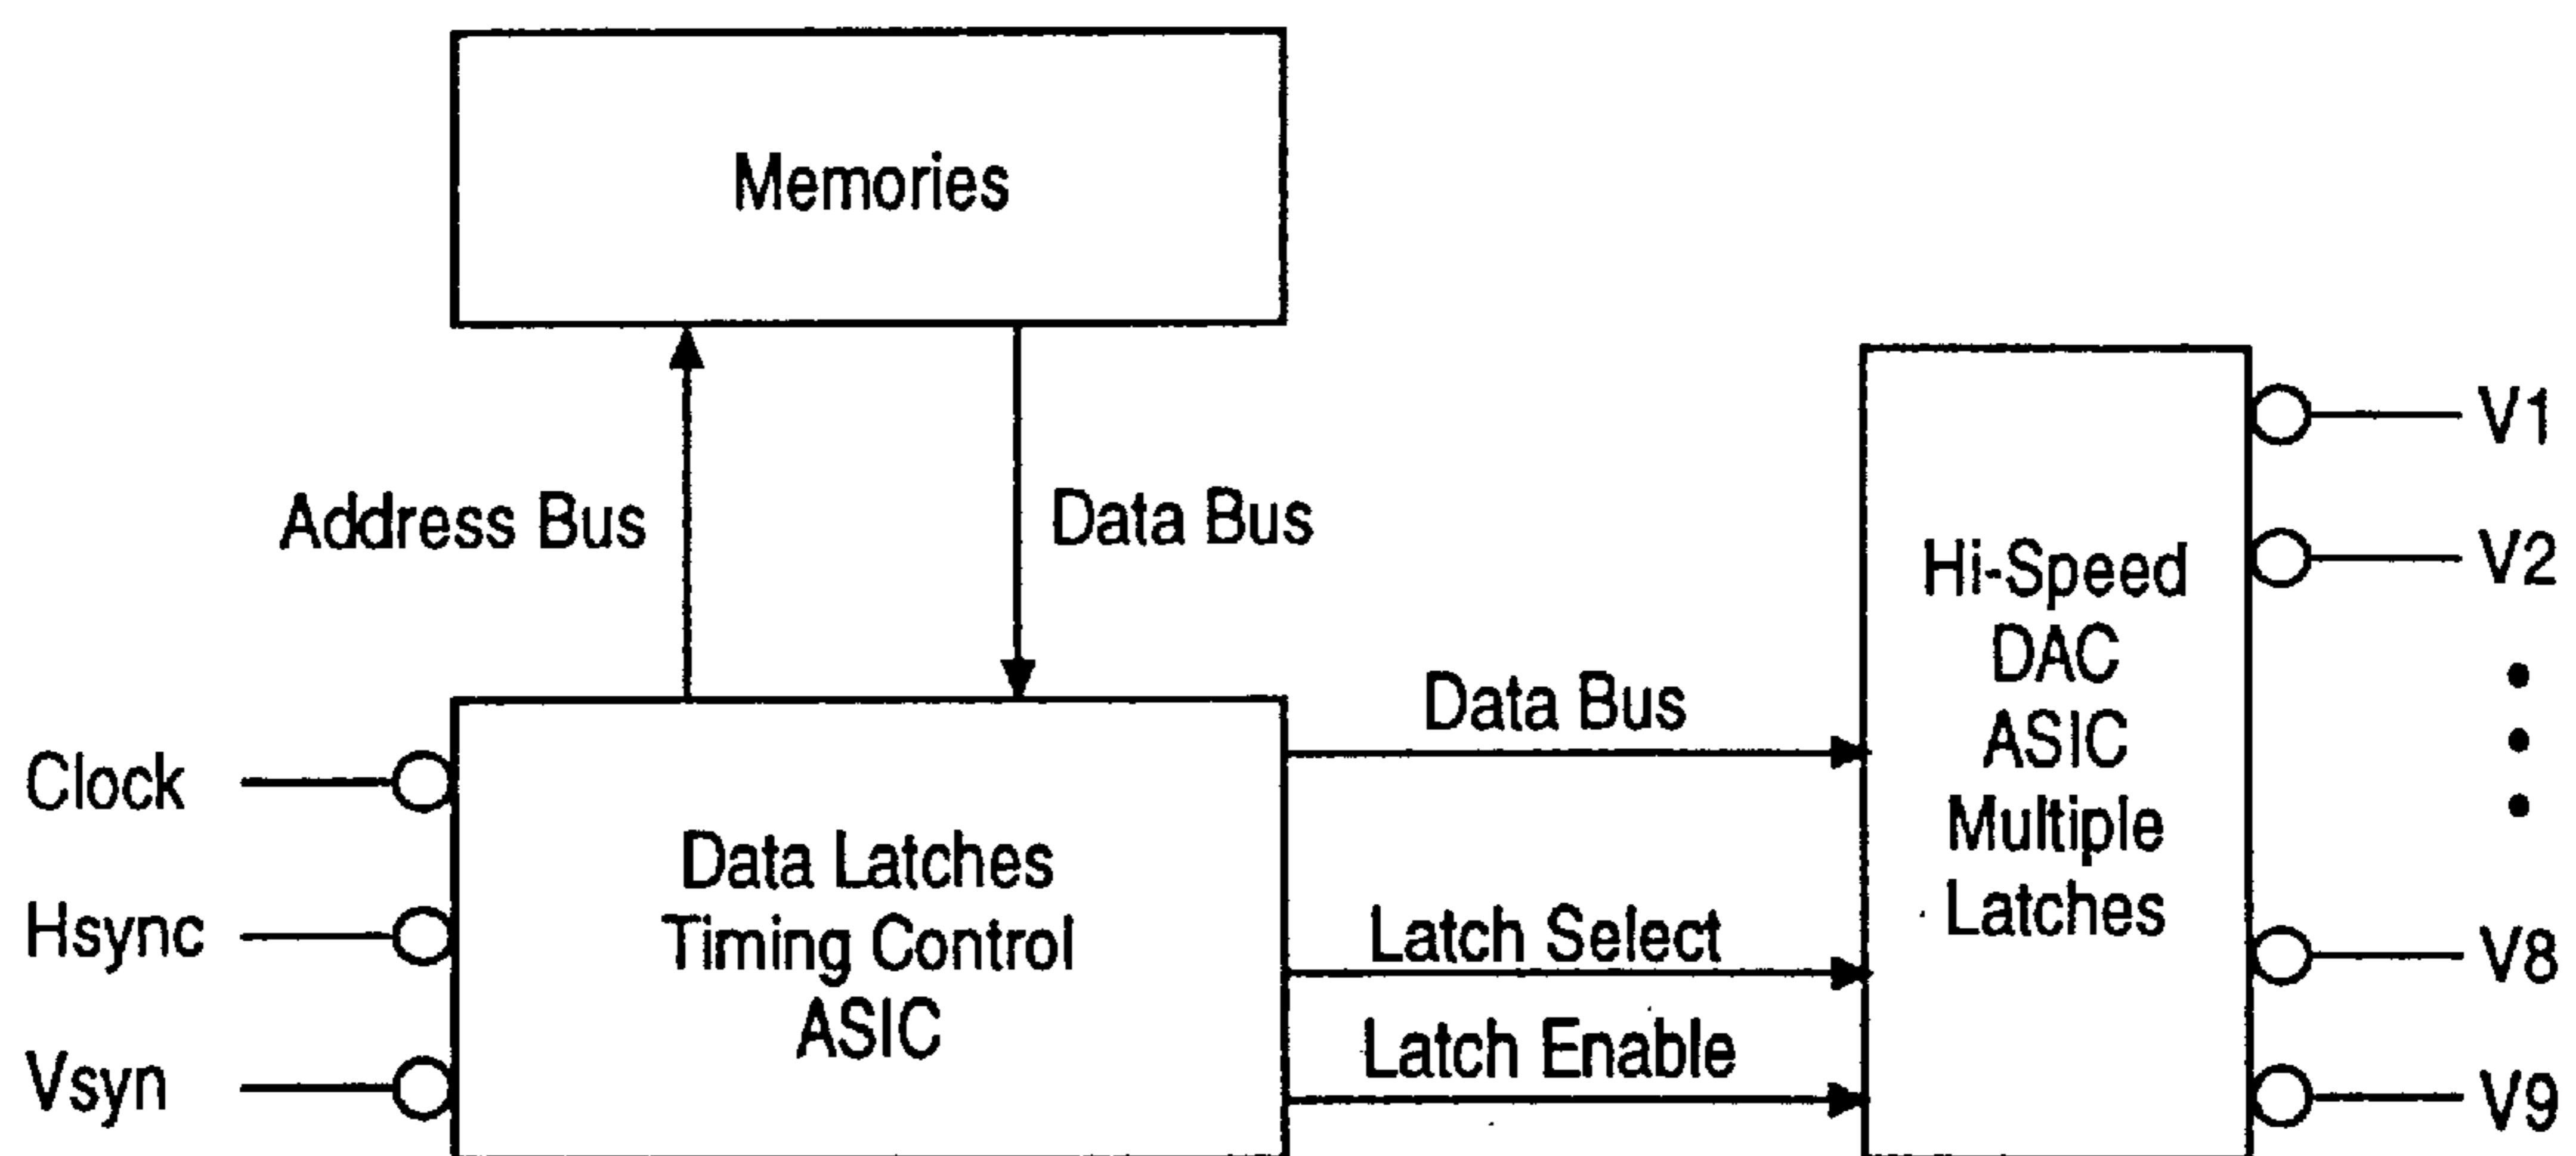 Memories
Address Bus
Data Bus
Clock
Hsync
Vsyn
Data Latches
Timing Control
ASIC
Data Bus
Latch Select
Latch Enable
Hi-Speed
DAC
ASIC
Multiple
Latches
V1
V2
V8
V9